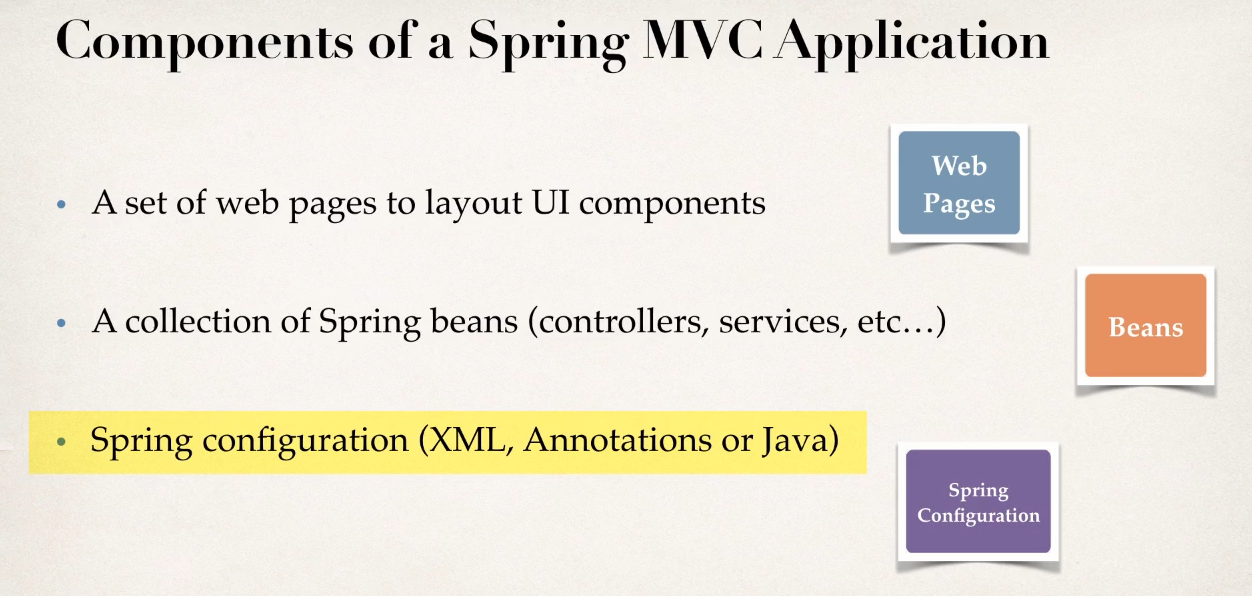 Components of a Spring MVC Application
Web
Pages
• A set of web pages to layout UI components
• A collection of Spring beans (controllers, services, etc…)
Beans
• Spring configuration (XML, Annotations or Java)
Spring
Configuration